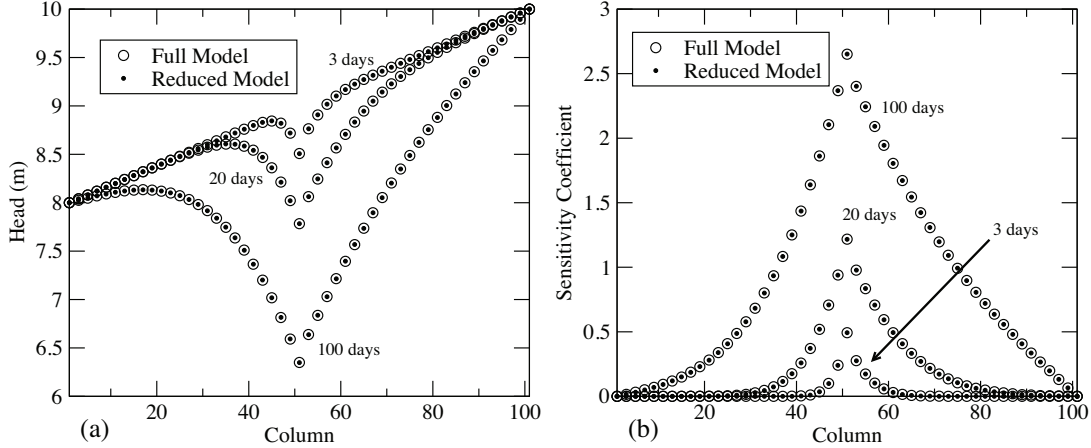 10
9.5
9
8.5
8
7.5
7
6.5
6
Head (m)
Full Model
Reduced Model
3 days
20 days
100 days
20
40
60
80
100
Column
(a)
3
2.5
2
1.5
1
0.5
0
Sensitivity Coefficient
Full Model
Reduced Model
100 days
20 days
3 days
20
40
60
80
100
Column
(b)